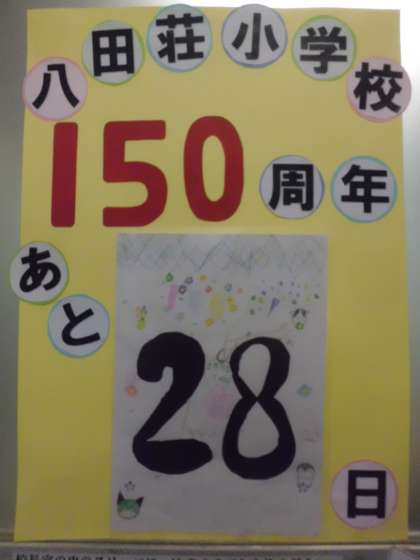 八田荘小学校
150周年
あと
28
日